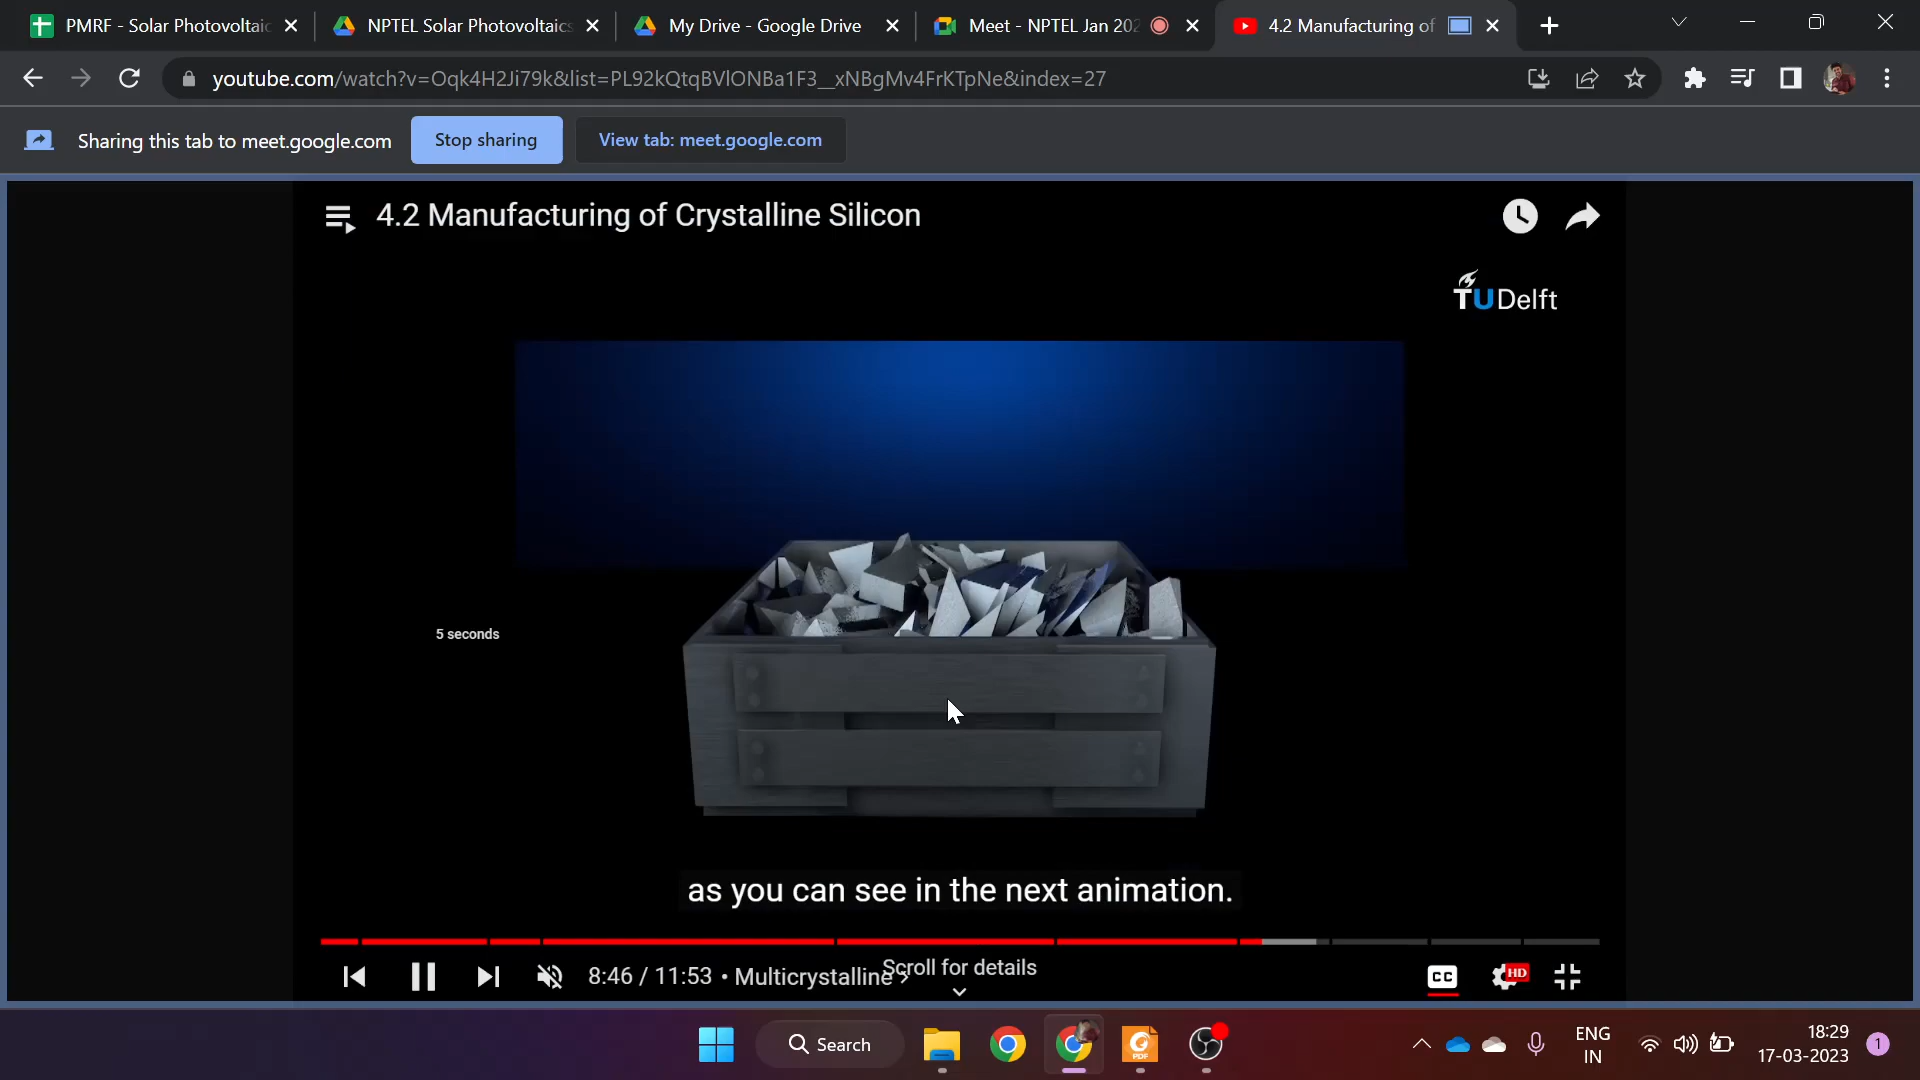 PMRF - Solar Photovoltaic
NPTEL Solar Photovoltaics
My Drive - Google Drive
Meet - NPTEL Jan 202
4.2 Manufacturing of
youtube.com/watch?v=Oqk4H2Ji79k&list=PL92kQtqBVlONBa1F3__xNBgMv4FrKTpNe&index=27
Sharing this tab to meet.google.com
Stop sharing
View tab: meet.google.com
4.2 Manufacturing of Crystalline Silicon
TUDelft
5 seconds
as you can see in the next animation.
8:46 / 11:53 • Multicrystalline
Scroll for details
CC
HD
Search
PDF
ENG
IN
18:29
17-03-2023
1